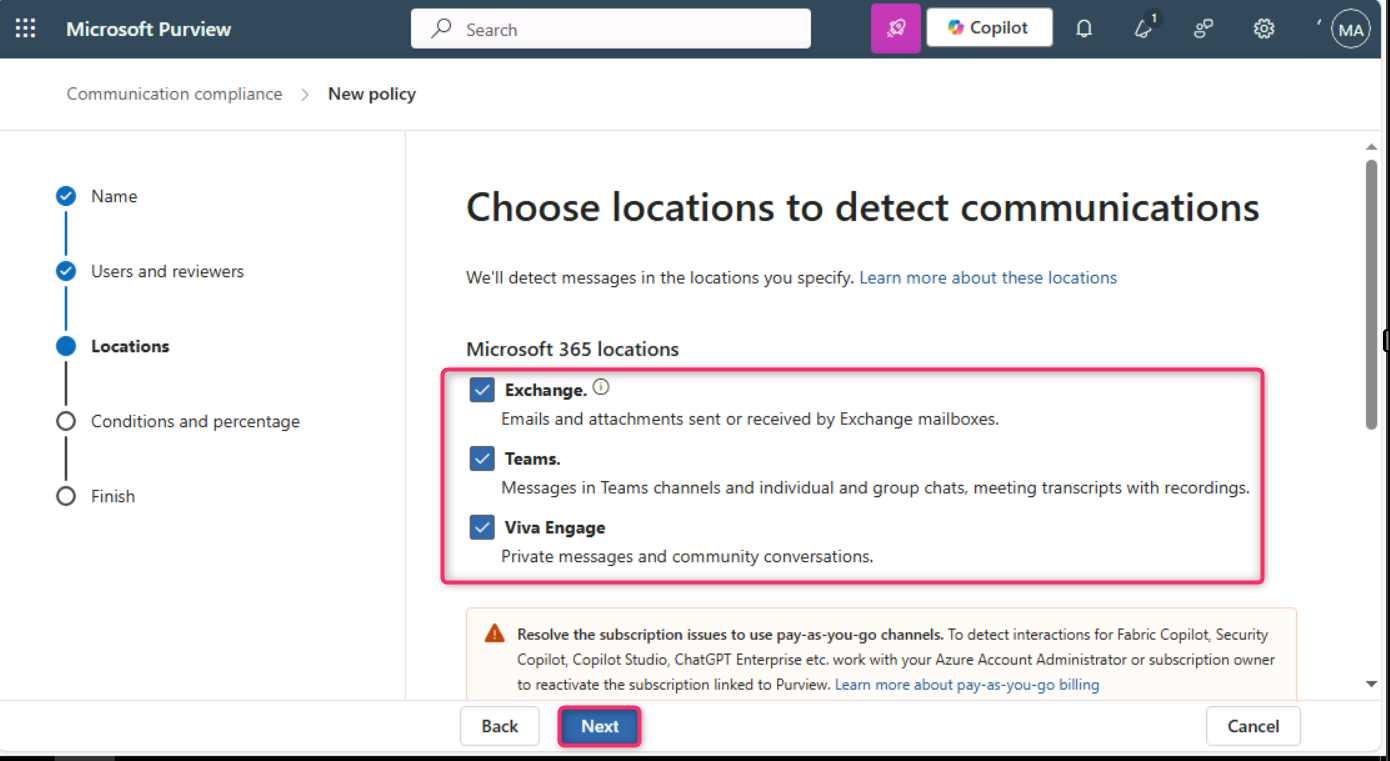 Microsoft Purview
Search
Copilot
1
MA
Communication compliance > New policy
Name
Users and reviewers
Locations
Conditions and percentage
Finish
Choose locations to detect communications
We'll detect messages in the locations you specify. Learn more about these locations
Microsoft 365 locations
Exchange.
Emails and attachments sent or received by Exchange mailboxes.
Teams.
Messages in Teams channels and individual and group chats, meeting transcripts with recordings.
Viva Engage
Private messages and community conversations.
Resolve the subscription issues to use pay-as-you-go channels. To detect interactions for Fabric Copilot, Security
Copilot, Copilot Studio, ChatGPT Enterprise etc. work with your Azure Account Administrator or subscription owner
to reactivate the subscription linked to Purview. Learn more about pay-as-you-go billing
Back
Next
Cancel